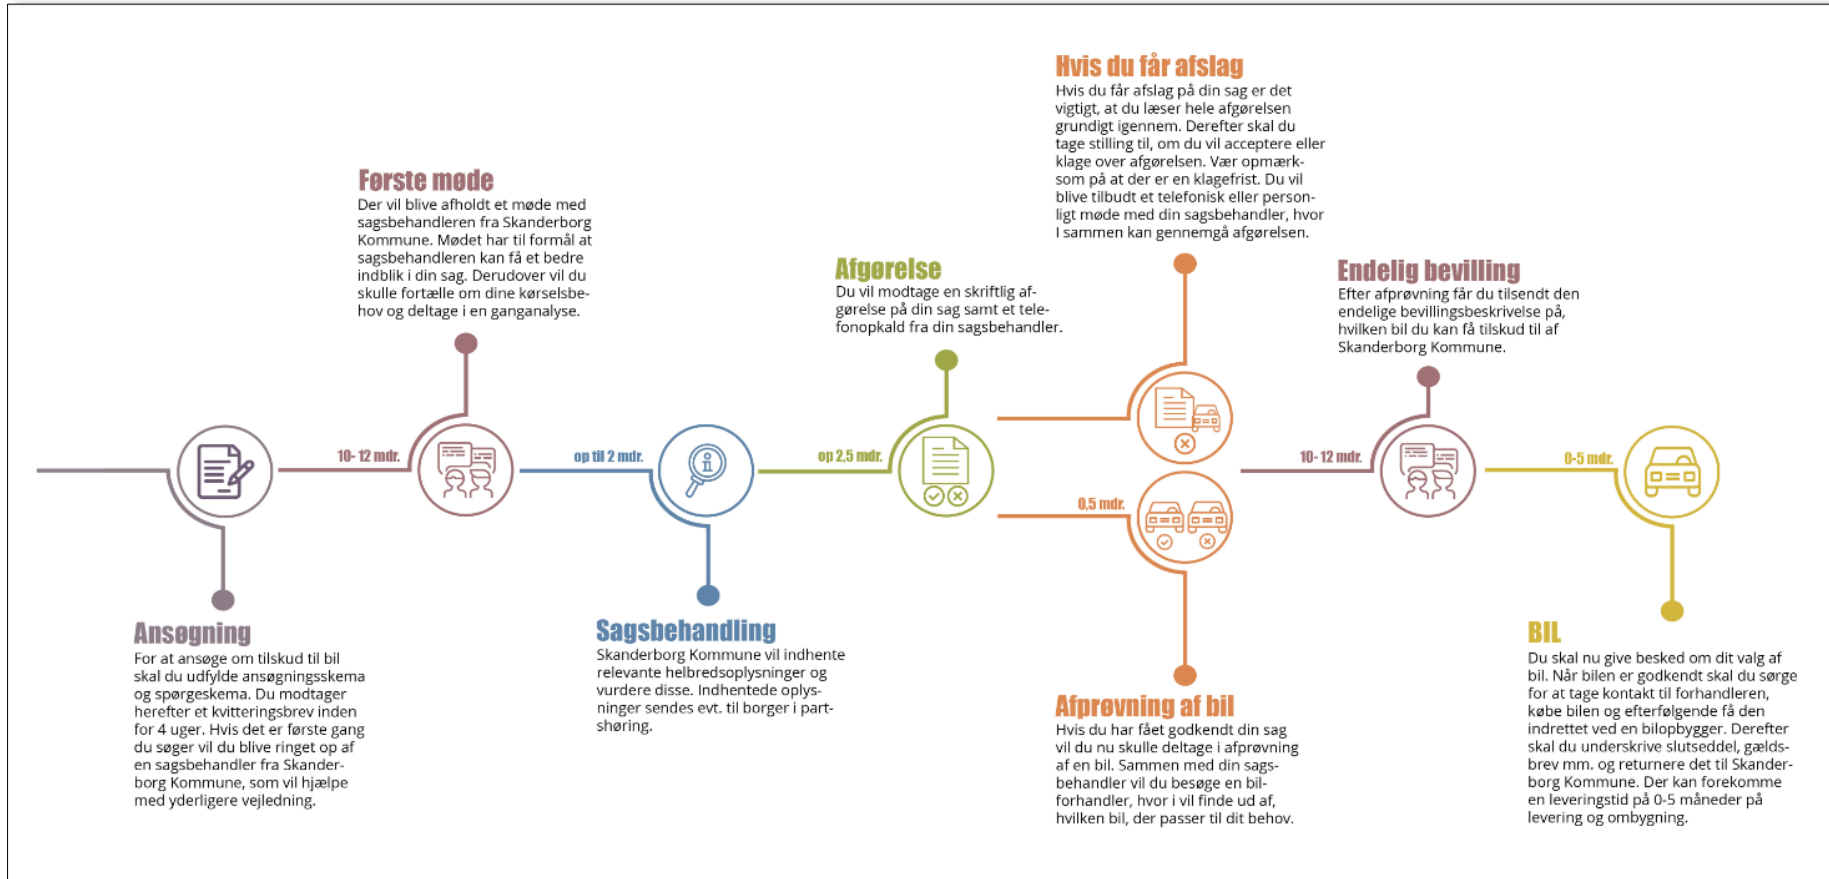 Ansøgning
For at ansøge om tilskud til bil
skal du udfylde ansøgningsskema
og spørgeskema. Du modtager
herefter et kvitteringsbrev inden
for 4 uger. Hvis det er første gang
du søger vil du blive ringet op af
en sagsbehandler fra Skander-
borg Kommune, som vil hjælpe
med yderligere vejledning.
10- 12 mdr.
Første møde
Der vil blive afholdt et møde med
sagsbehandleren fra Skanderborg
Kommune. Mødet har til formål at
sagsbehandleren kan få et bedre
indblik i din sag. Derudover vil du
skulle fortælle om dine kørselsbe-
hov og deltage i en ganganalyse.
op til 2 mdr.
Sagsbehandling
Skanderborg Kommune vil indhente
relevante helbredsoplysninger og
vurdere disse. Indhentede oplys-
ninger sendes evt. til borger i part-
shøring.
op 2,5 mdr.
Afgørelse
Du vil modtage en skriftlig af-
gørelse på din sag samt et tele-
fonopkald fra din sagsbehandler.
Hvis du får afslag
Hvis du får afslag på din sag er det
vigtigt, at du læser hele afgørelsen
grundigt igennem. Derefter skal du
tage stilling til, om du vil acceptere eller
klage over afgørelsen. Vær opmærk-
som på at der er en klagefrist. Du vil
blive tilbudt et telefonisk eller person-
ligt møde med din sagsbehandler, hvor
I sammen kan gennemgå afgørelsen.
0,5 mdr.
Afprøvning af bil
Hvis du har fået godkendt din sag
vil du nu skulle deltage i afprøvning
af en bil. Sammen med din sags-
behandler vil du besøge en bil-
forhandler, hvor i vil finde ud af,
hvilken bil, der passer til dit behov.
10- 12 mdr.
Endelig bevilling
Efter afprøvning får du tilsendt den
endelige bevillingsbeskrivelse på,
hvilken bil du kan få tilskud til af
Skanderborg Kommune.
0-5 mdr.
BIL
Du skal nu give besked om dit valg af
bil. Når bilen er godkendt skal du sørge
for at tage kontakt til forhandleren,
købe bilen og efterfølgende få den
indrettet ved en bilopbygger. Derefter
skal du underskrive slutseddel, gælds-
brev mm. og returnere det til Skander-
borg Kommune. Der kan forekomme
en leveringstid på 0-5 måneder på
levering og ombygning.